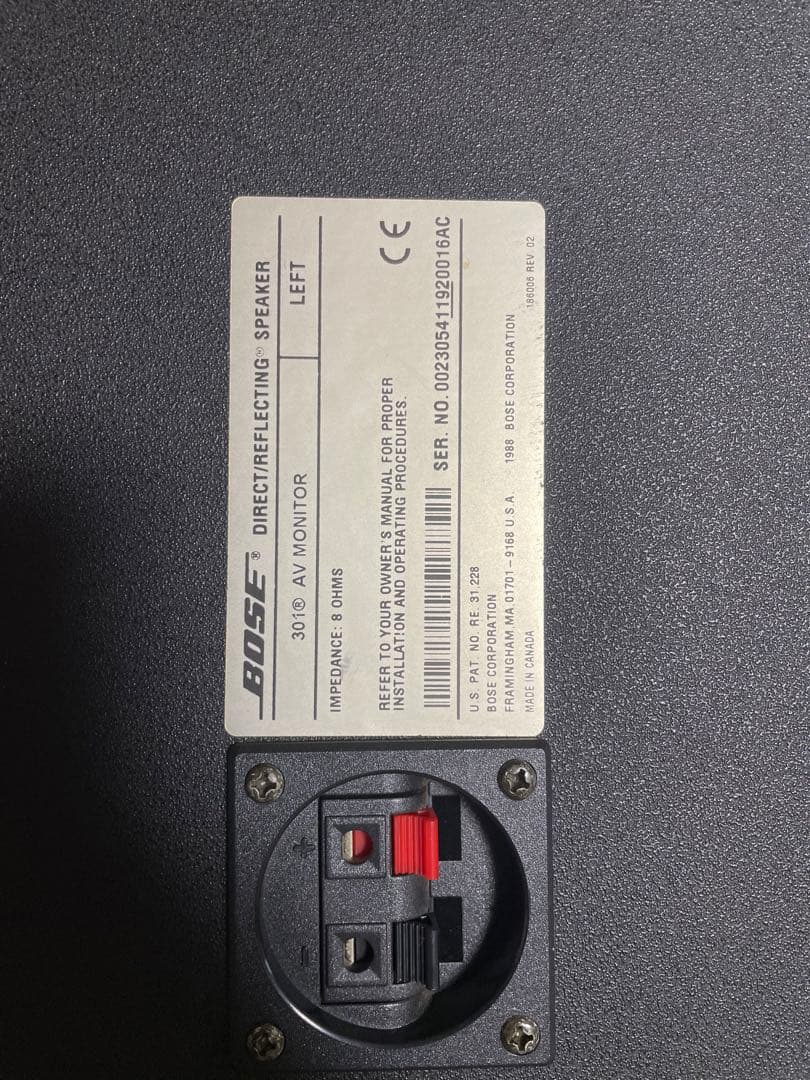 BOSE® DIRECT/REFLECTING® SPEAKER
301® AV MONITOR LEFT
IMPEDANCE: 8 OHMS
REFER TO YOUR OWNER'S MANUAL FOR PROPER
INSTALLATION AND OPERATING PROCEDURES.
CE
SER. NO. 002305411920016AC
U.S. PAT. NO. RE. 31,228
BOSE CORPORATION
FRAMINGHAM, MA 01701-9168 U.S.A. 1988 BOSE CORPORATION
MADE IN CANADA 186006 REV. 02
+
-